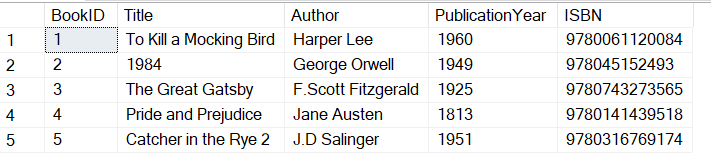 BookID Title Author PublicationYear ISBN
1 1 To Kill a Mocking Bird Harper Lee 1960 9780061120084
2 2 1984 George Orwell 1949 978045152493
3 3 The Great Gatsby F.Scott Fitzgerald 1925 9780743273565
4 4 Pride and Prejudice Jane Austen 1813 9780141439518
5 5 Catcher in the Rye 2 J.D Salinger 1951 9780316769174